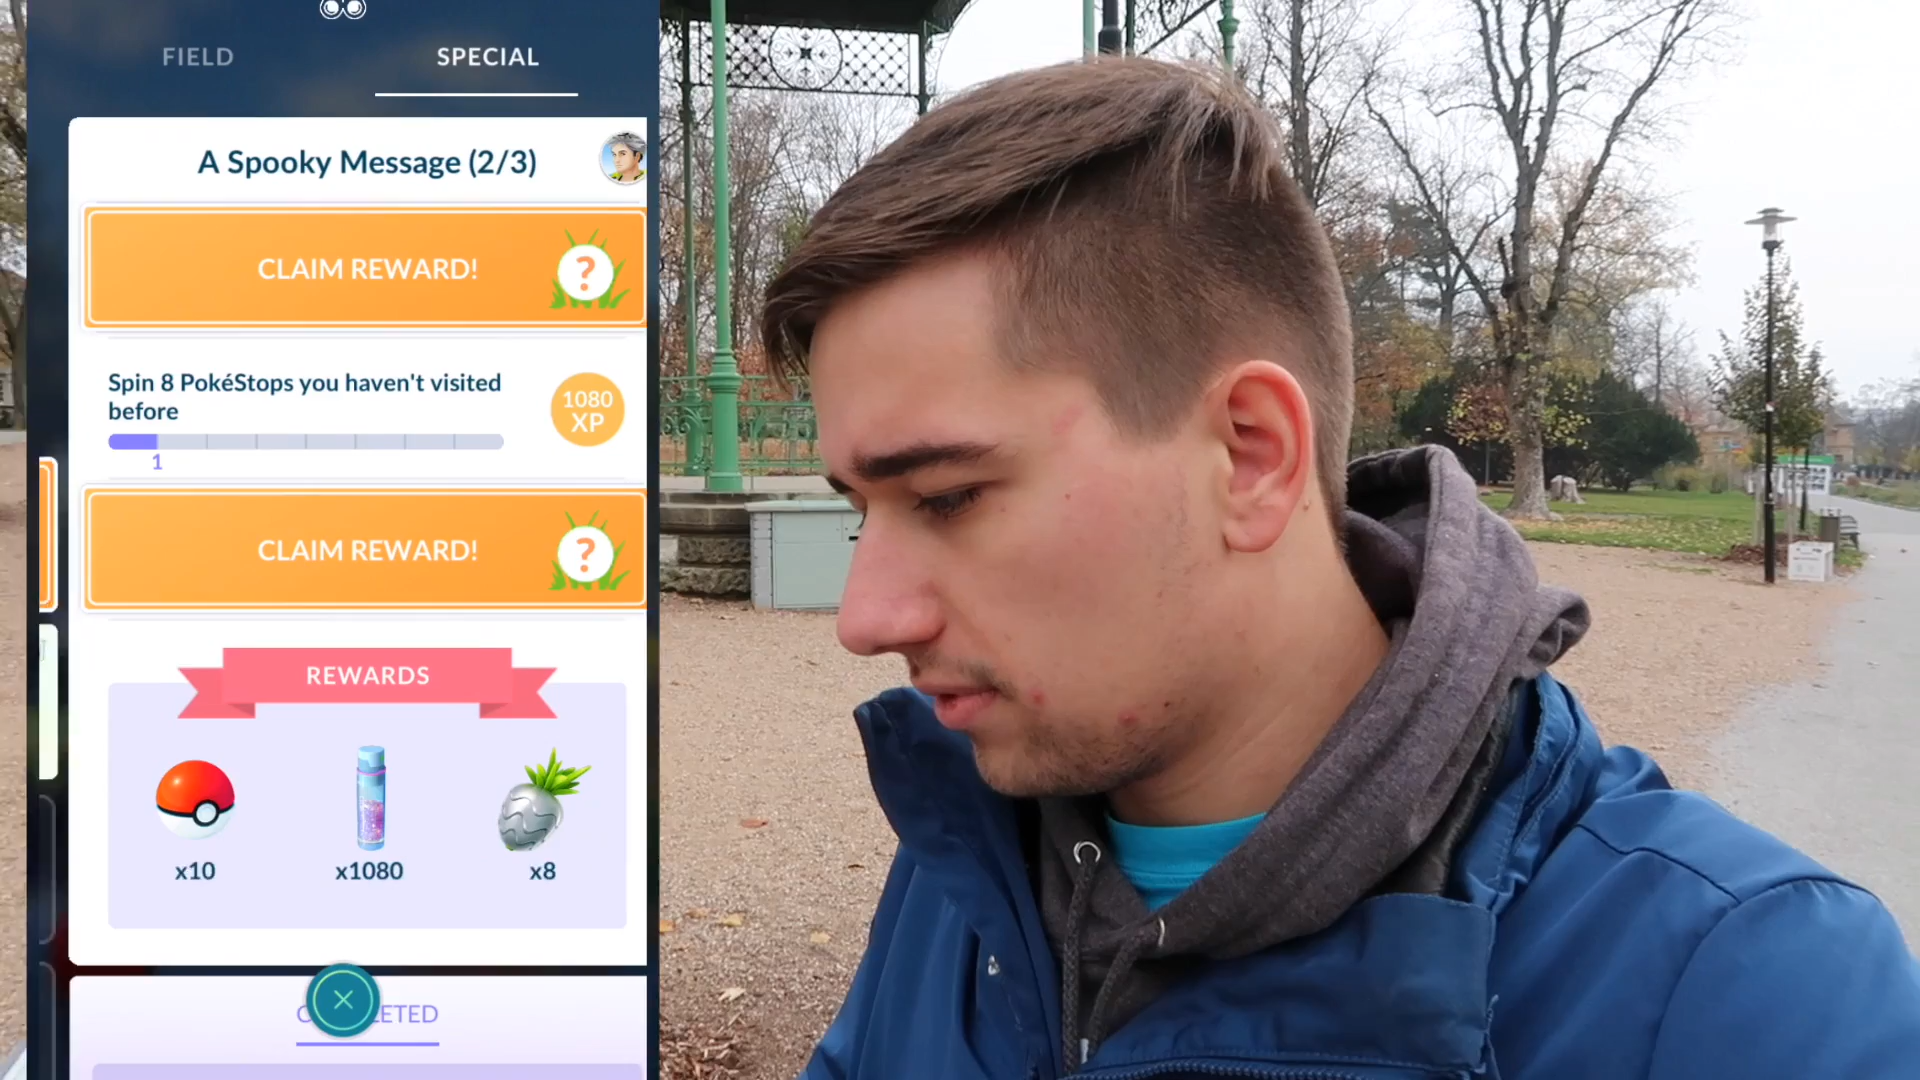 FIELD SPECIAL
A Spooky Message (2/3)
CLAIM REWARD! ?
Spin 8 PokéStops you haven't visited
before
1080
XP
1
CLAIM REWARD! ?
REWARDS
x10 x1080 x8